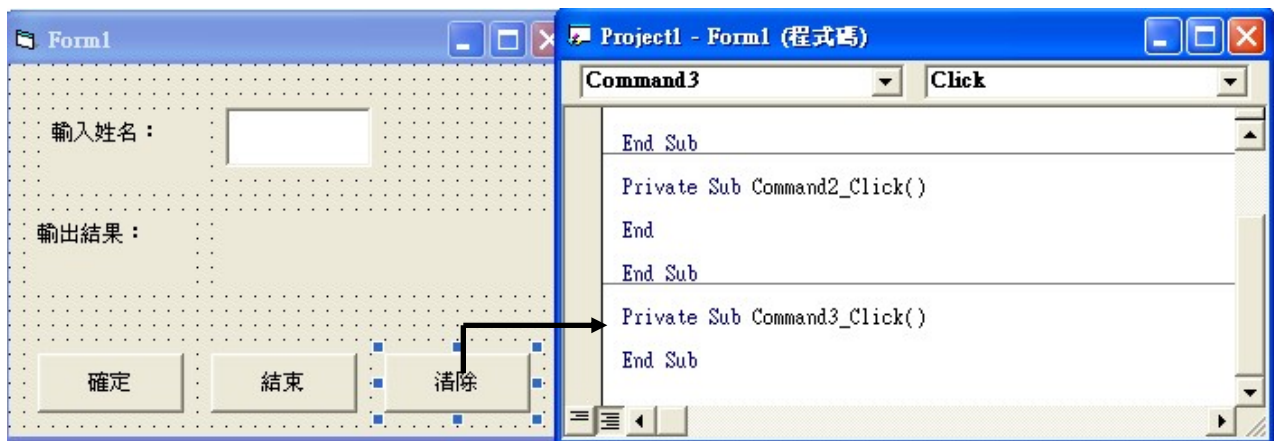 Form1
輸入姓名：
輸出結果：
確定
結束
清除
Project1 - Form1 (程式碼)
Command3
Click
End Sub
Private Sub Command2_Click()
End
End Sub
Private Sub Command3_Click()
End Sub